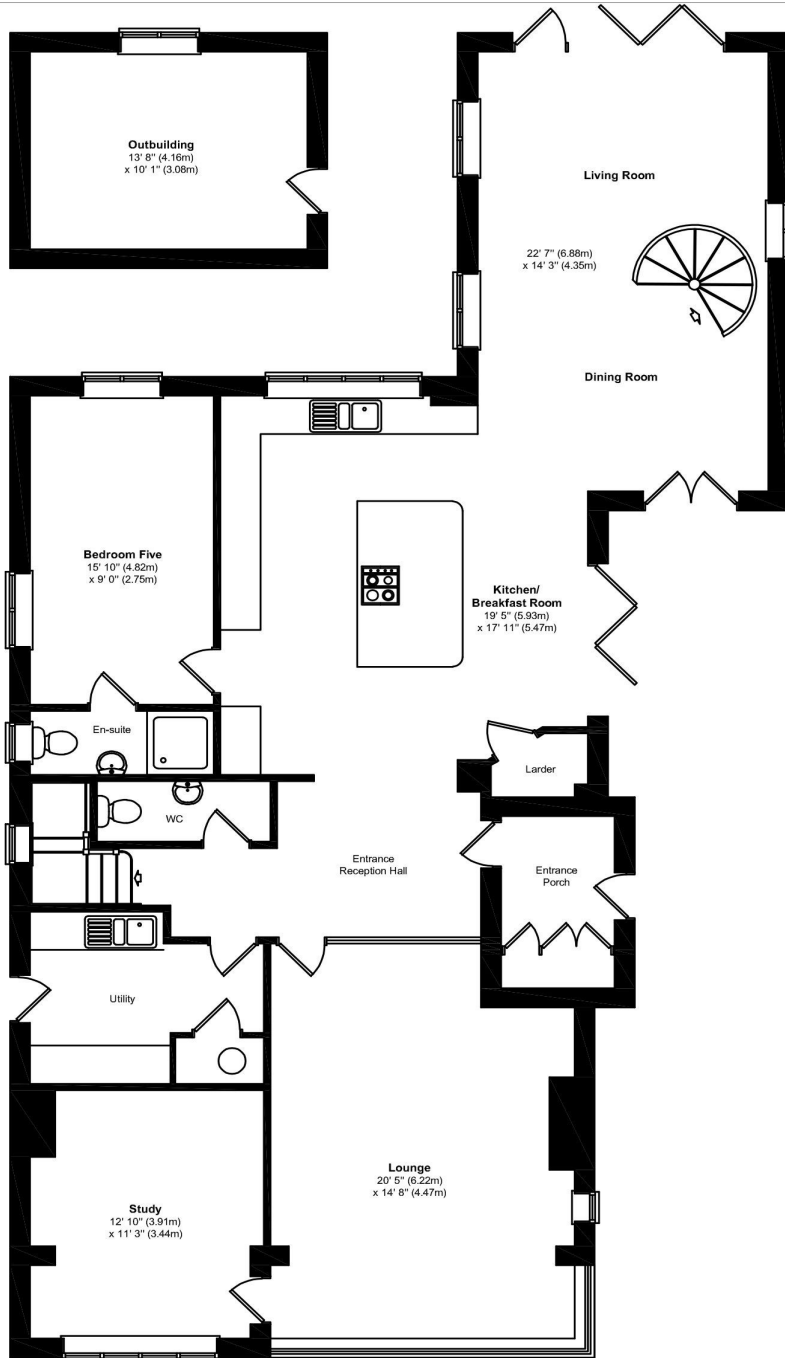 Outbuilding
13' 8" (4.16m)
x 10' 1" (3.08m)
Living Room
22' 7" (6.88m)
x 14' 3" (4.35m)
Dining Room
Bedroom Five
15' 10" (4.82m)
x 9' 0" (2.75m)
Kitchen/
Breakfast Room
19' 5" (5.93m)
x 17' 11" (5.47m)
En-suite
Larder
WC
Entrance
Reception Hall
Entrance
Porch
Utility
Lounge
20' 5" (6.22m)
x 14' 8" (4.47m)
Study
12' 10" (3.91m)
x 11' 3" (3.44m)